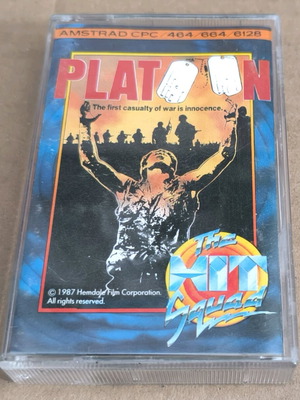 AMSTRAD CPC / 464 / 664 / 6128
PLATOON
The first casualty of war is innocence.
The
HIT
Squad
© 1987 Hemdale Film Corporation.
All rights reserved.